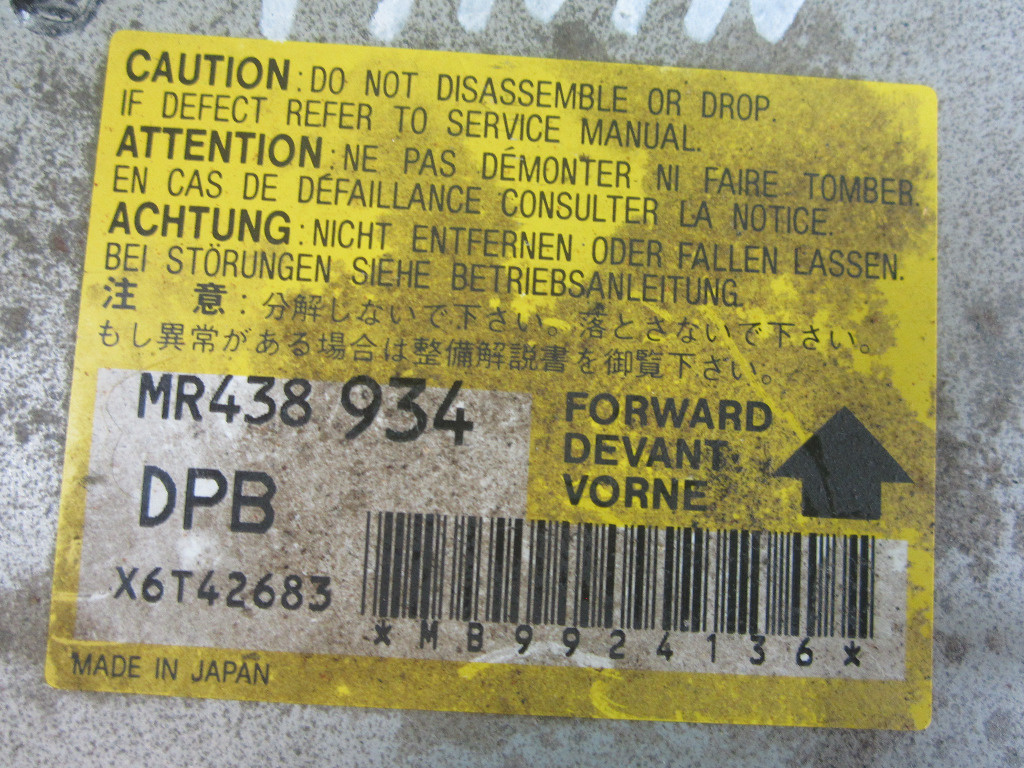 CAUTION: DO NOT DISASSEMBLE OR DROP.
IF DEFECT REFER TO SERVICE MANUAL.
ATTENTION: NE PAS DÉMONTER NI FAIRE TOMBER.
EN CAS DE DÉFAILLANCE CONSULTER LA NOTICE.
ACHTUNG: NICHT ENTFERNEN ODER FALLEN LASSEN.
BEI STÖRUNGEN SIEHE BETRIEBSANLEITUNG.
注 意: 分解しないで下さい。落とさないで下さい。
もし異常がある場合は整備解説書を御覧下さい。
MR438 934
DPB
X6T42683
FORWARD
DEVANT
VORNE
*MB9924136*
MADE IN JAPAN